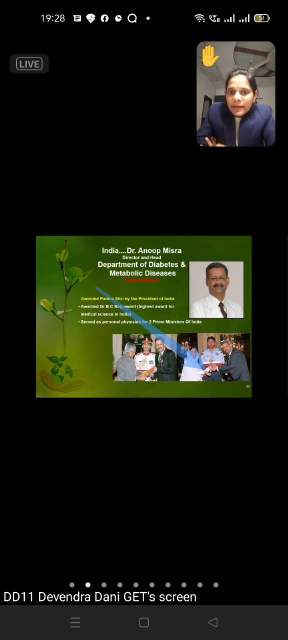 19:28
LIVE
India....Dr. Anoop Misra
Director and Head
Department of Diabetes &
Metabolic Diseases
Awarded Padma Shri by the President of India
• Awarded Dr B C Roy award (highest award for
medical science in India)
• Served as personal physician for 2 Prime Ministers Of India
DD11 Devendra Dani GET's screen